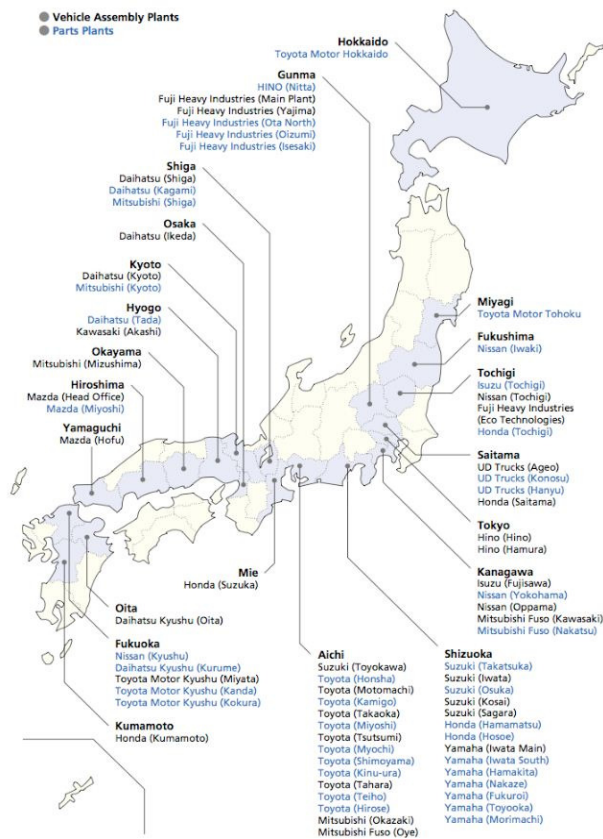 Vehicle Assembly Plants
Parts Plants
Hokkaido
Toyota Motor Hokkaido
Gunma
HINO (Nitta)
Fuji Heavy Industries (Main Plant)
Fuji Heavy Industries (Yajima)
Fuji Heavy Industries (Ota North)
Fuji Heavy Industries (Oizumi)
Fuji Heavy Industries (Isesaki)
Shiga
Daihatsu (Shiga)
Daihatsu (Kagami)
Mitsubishi (Shiga)
Osaka
Daihatsu (Ikeda)
Kyoto
Daihatsu (Kyoto)
Mitsubishi (Kyoto)
Hyogo
Daihatsu (Tada)
Kawasaki (Akashi)
Okayama
Mitsubishi (Mizushima)
Hiroshima
Mazda (Head Office)
Mazda (Miyoshi)
Yamaguchi
Mazda (Hofu)
Miyagi
Toyota Motor Tohoku
Fukushima
Nissan (Iwaki)
Tochigi
Isuzu (Tochigi)
Nissan (Tochigi)
Fuji Heavy Industries
(Eco Technologies)
Honda (Tochigi)
Saitama
UD Trucks (Ageo)
UD Trucks (Konosu)
UD Trucks (Hanyu)
Honda (Saitama)
Tokyo
Hino (Hino)
Hino (Hamura)
Kanagawa
Isuzu (Fujisawa)
Nissan (Yokohama)
Nissan (Oppama)
Mitsubishi Fuso (Kawasaki)
Mitsubishi Fuso (Nakatsu)
Mie
Honda (Suzuka)
Oita
Daihatsu Kyushu (Oita)
Fukuoka
Nissan (Kyushu)
Daihatsu Kyushu (Kurume)
Toyota Motor Kyushu (Miyata)
Toyota Motor Kyushu (Kanda)
Toyota Motor Kyushu (Kokura)
Kumamoto
Honda (Kumamoto)
Aichi
Suzuki (Toyokawa)
Toyota (Honsha)
Toyota (Motomachi)
Toyota (Kamigo)
Toyota (Takaoka)
Toyota (Tsutsumi)
Toyota (Miyoshi)
Toyota (Myochi)
Toyota (Shimoyama)
Toyota (Kinu-ura)
Toyota (Tahara)
Toyota (Teiho)
Toyota (Hirose)
Mitsubishi (Okazaki)
Mitsubishi Fuso (Oye)
Shizuoka
Suzuki (Takatsuka)
Suzuki (Iwata)
Suzuki (Osuka)
Suzuki (Kosai)
Suzuki (Sagara)
Honda (Hamamatsu)
Honda (Hosoe)
Yamaha (Iwata Main)
Yamaha (Iwata South)
Yamaha (Hamakita)
Yamaha (Nakaze)
Yamaha (Fukuroi)
Yamaha (Toyooka)
Yamaha (Morimachi)